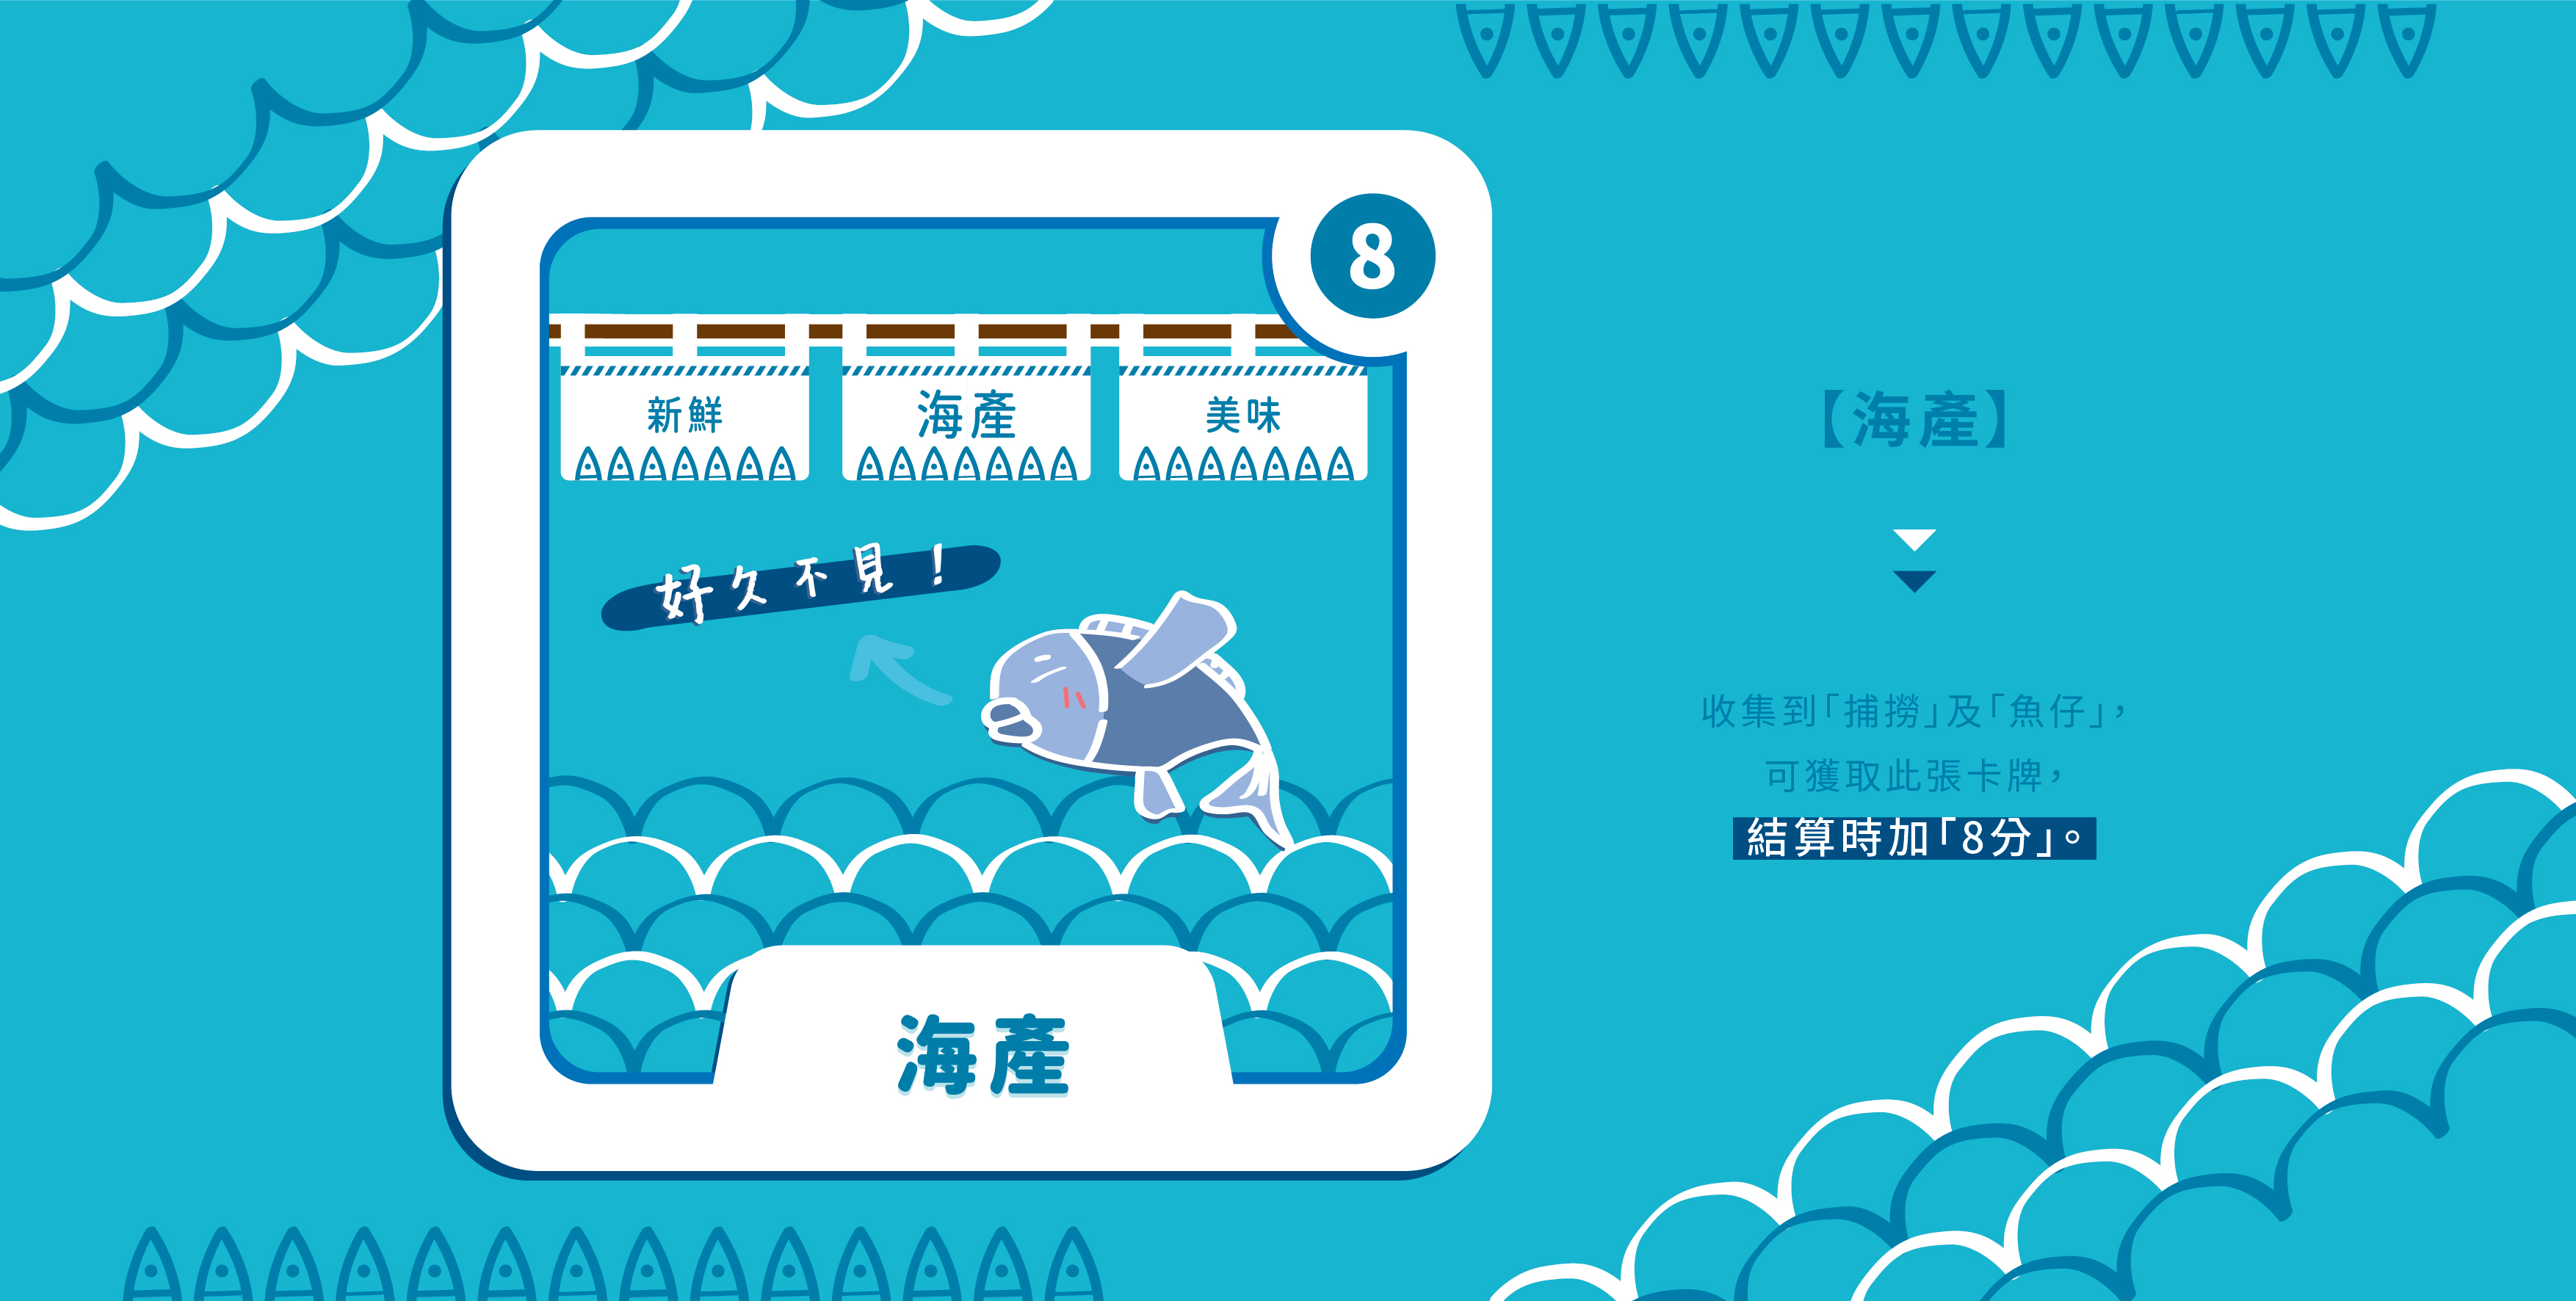 8
新鮮
海產
美味
好久不見！
海產
【海產】
收集到「捕撈」及「魚仔」，
可獲取此張卡牌，
結算時加「8分」。